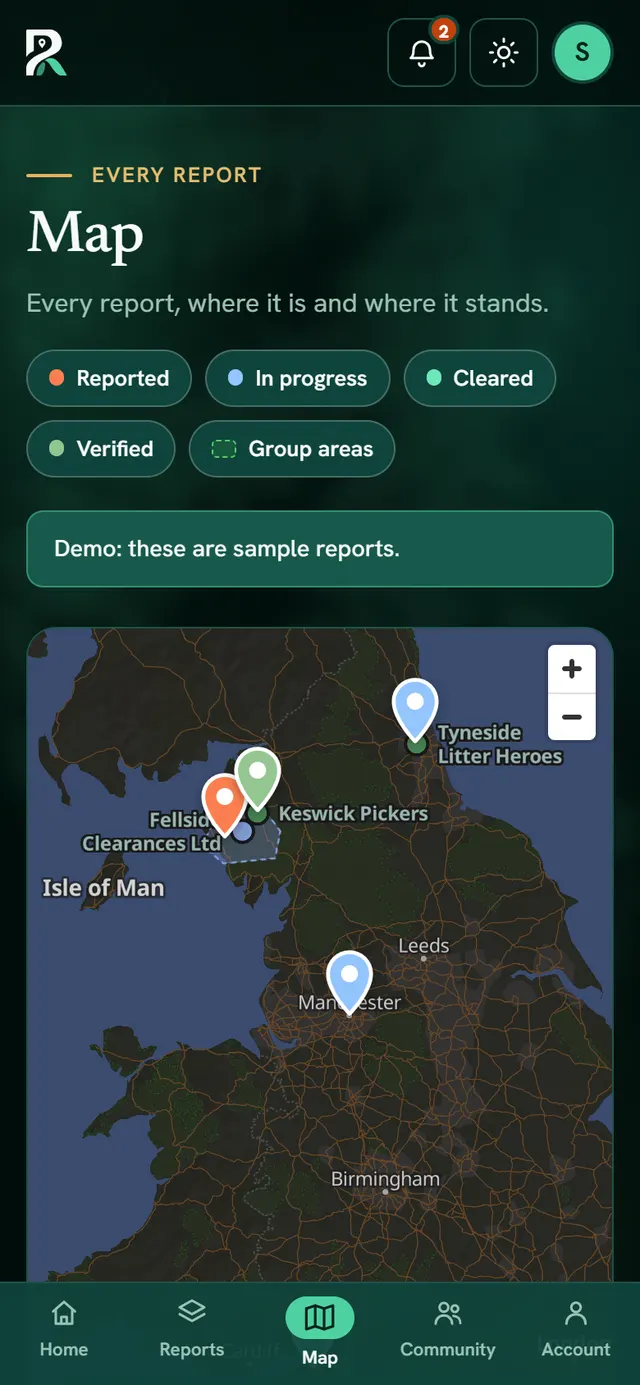 2
S
EVERY REPORT
Map
Every report, where it is and where it stands.
Reported
In progress
Cleared
Verified
Group areas
Demo: these are sample reports.
+
−
Tyneside
Litter Heroes
Keswick Pickers
Clearances Ltd
Isle of Man
Leeds
Birmingham
Home
Reports
Map
Community
Account